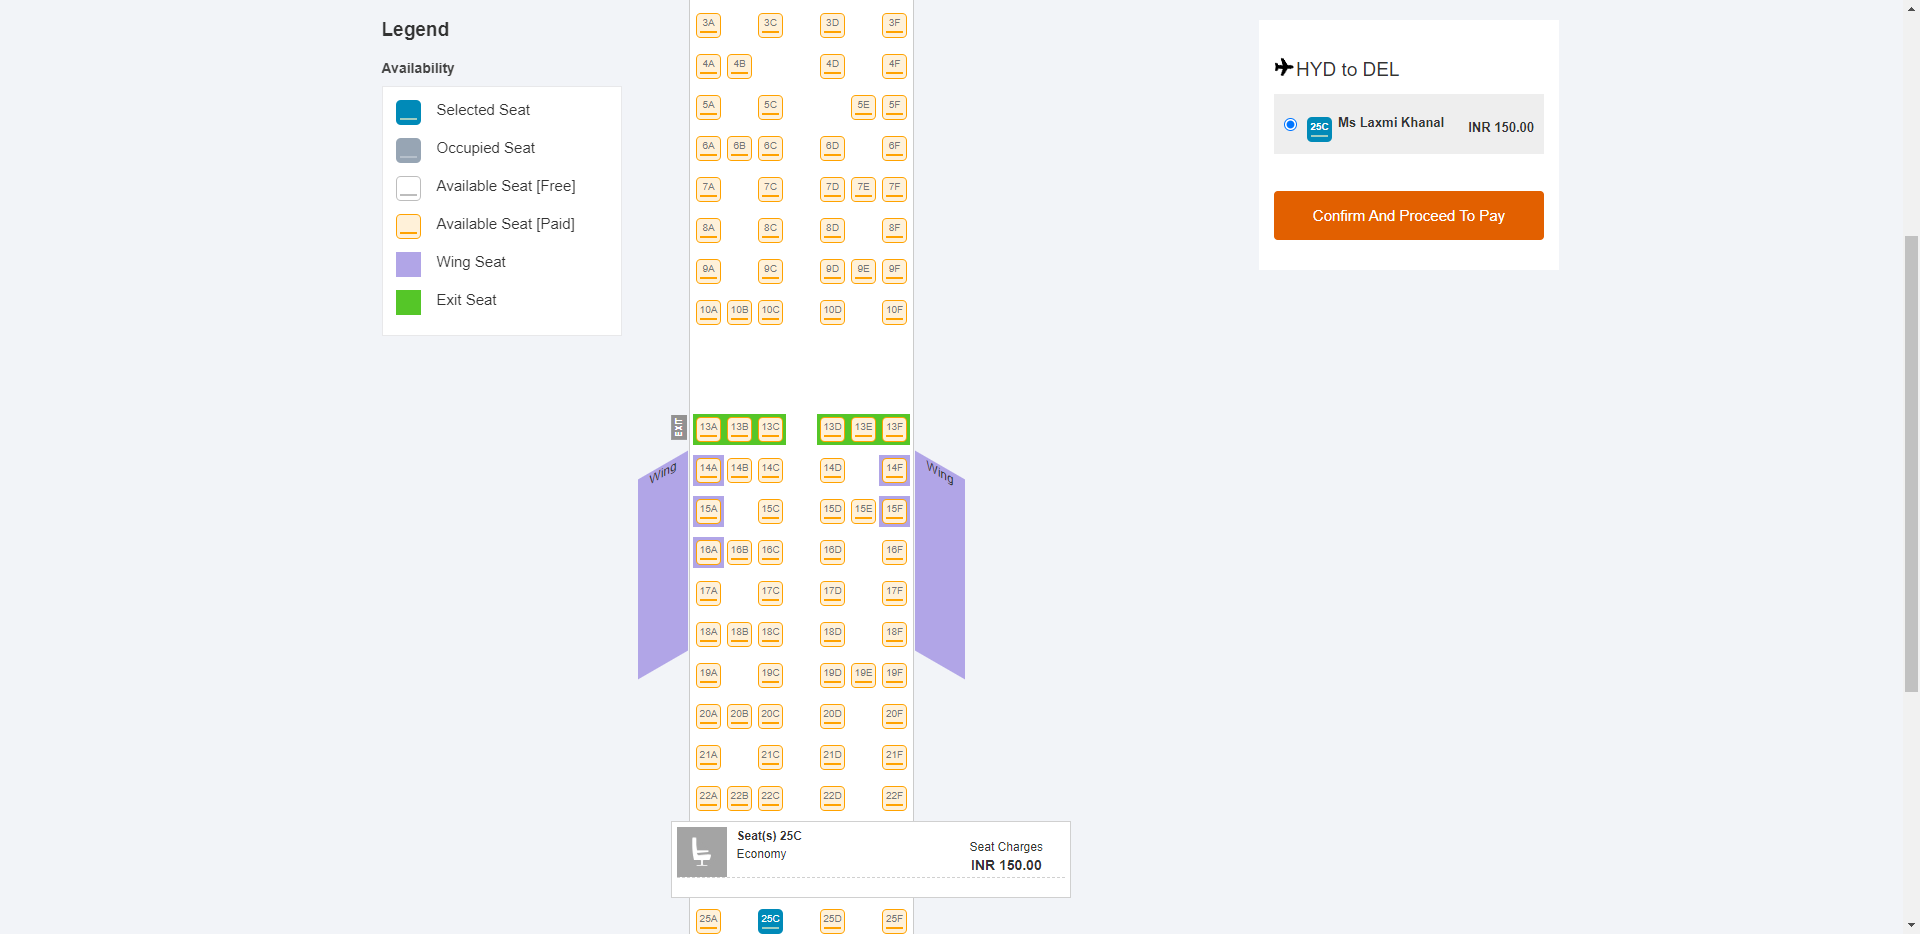 Legend
Availability
Selected Seat
Occupied Seat
Available Seat [Free]
Available Seat [Paid]
Wing Seat
Exit Seat
3A 3C 3D 3F
4A 4B 4D 4F
5A 5C 5E 5F
6A 6B 6C 6D 6F
7A 7C 7D 7E 7F
8A 8C 8D 8F
9A 9C 9D 9E 9F
10A 10B 10C 10D 10F
EXIT 13A 13B 13C 13D 13E 13F
Wing 14A 14B 14C 14D 14F Wing
15A 15C 15D 15E 15F
16A 16B 16C 16D 16F
17A 17C 17D 17F
18A 18B 18C 18D 18F
19A 19C 19D 19E 19F
20A 20B 20C 20D 20F
21A 21C 21D 21F
22A 22B 22C 22D 22F
Seat(s) 25C
Economy
Seat Charges
INR 150.00
25A 25C 25D 25F
HYD to DEL
25C Ms Laxmi Khanal INR 150.00
Confirm And Proceed To Pay